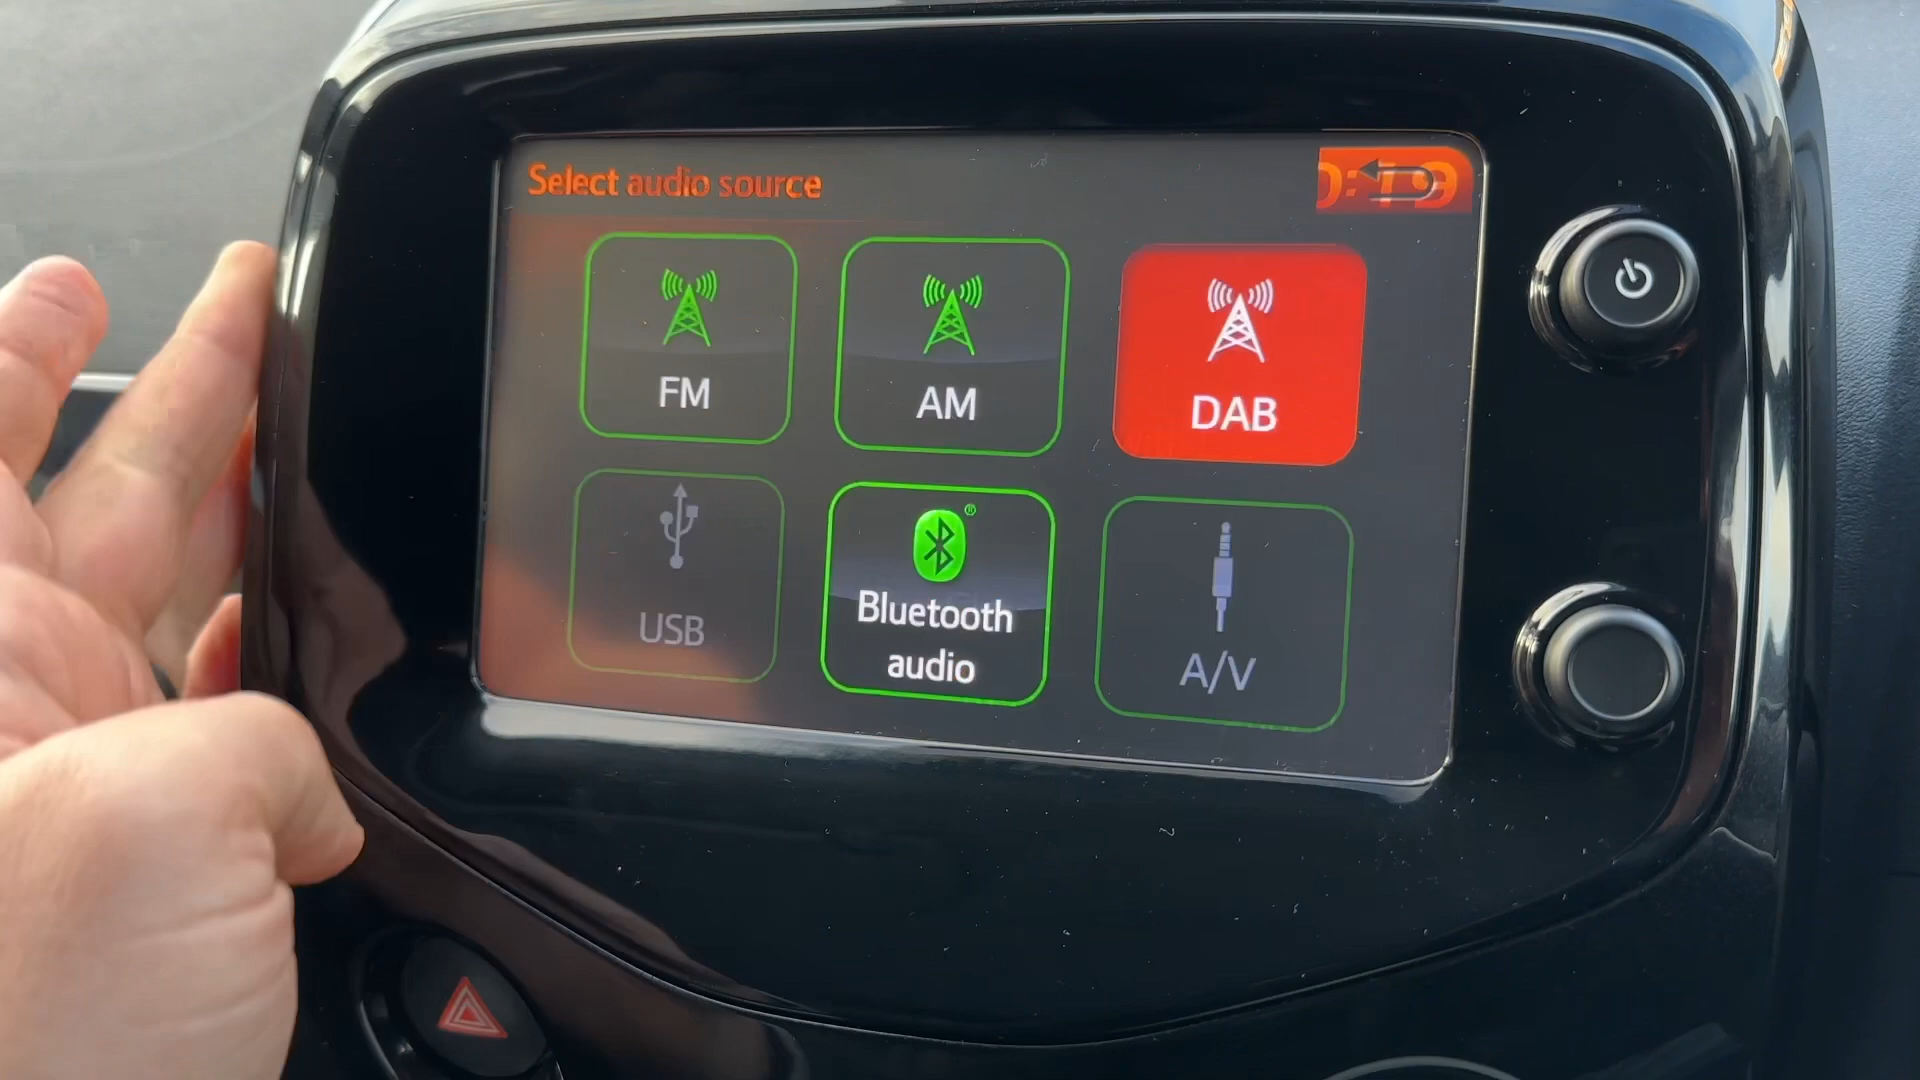 Select audio source
FM
AM
DAB
USB
®
Bluetooth
audio
A/V